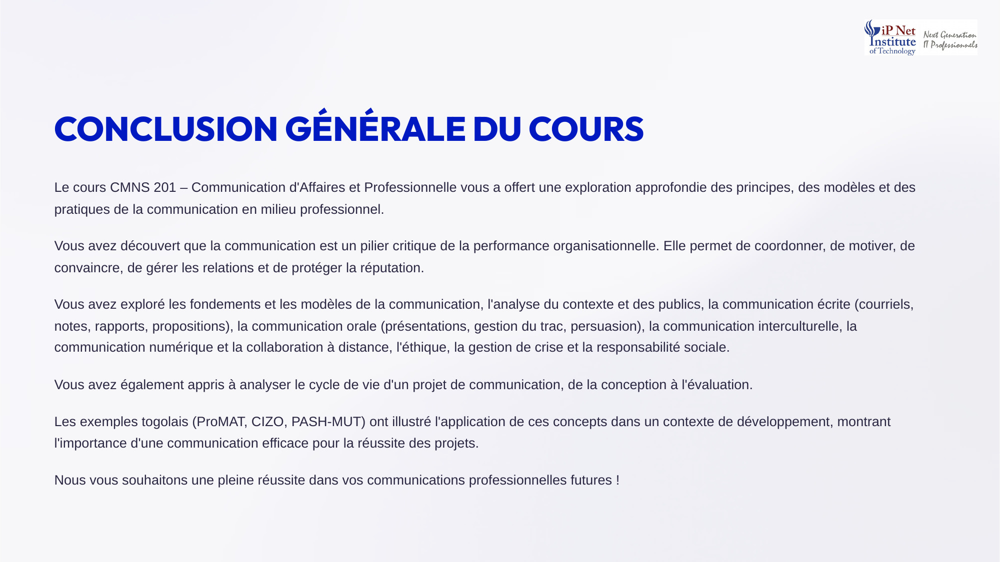 iP Net
Institute
of Technology
Next Generation
IT Professionnels
CONCLUSION GÉNÉRALE DU COURS
Le cours CMNS 201 – Communication d'Affaires et Professionnelle vous a offert une exploration approfondie des principes, des modèles et des
pratiques de la communication en milieu professionnel.
Vous avez découvert que la communication est un pilier critique de la performance organisationnelle. Elle permet de coordonner, de motiver, de
convaincre, de gérer les relations et de protéger la réputation.
Vous avez exploré les fondements et les modèles de la communication, l'analyse du contexte et des publics, la communication écrite (courriels,
notes, rapports, propositions), la communication orale (présentations, gestion du trac, persuasion), la communication interculturelle, la
communication numérique et la collaboration à distance, l'éthique, la gestion de crise et la responsabilité sociale.
Vous avez également appris à analyser le cycle de vie d'un projet de communication, de la conception à l'évaluation.
Les exemples togolais (ProMAT, CIZO, PASH-MUT) ont illustré l'application de ces concepts dans un contexte de développement, montrant
l'importance d'une communication efficace pour la réussite des projets.
Nous vous souhaitons une pleine réussite dans vos communications professionnelles futures !